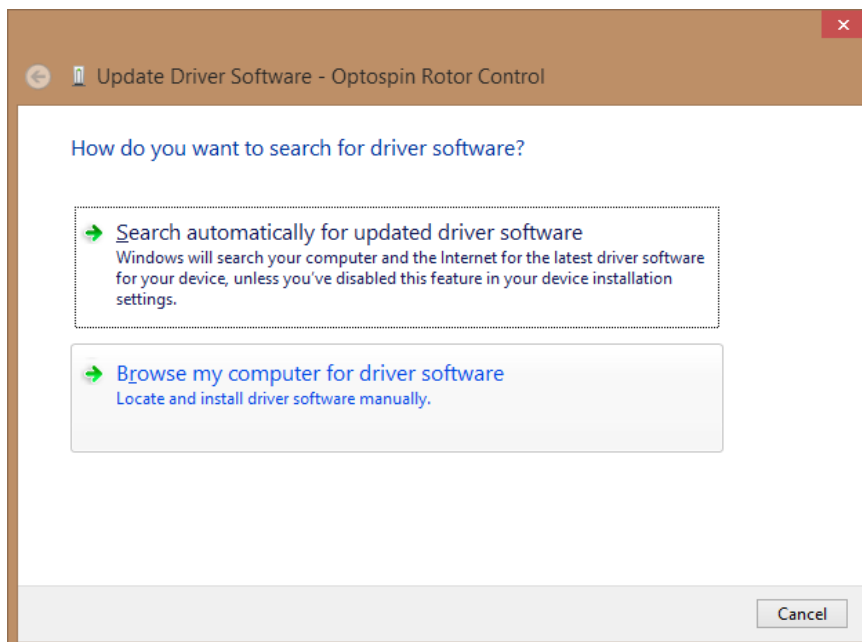 Update Driver Software - Optospin Rotor Control
How do you want to search for driver software?
Search automatically for updated driver software
Windows will search your computer and the Internet for the latest driver software
for your device, unless you've disabled this feature in your device installation
settings.
Browse my computer for driver software
Locate and install driver software manually.
Cancel